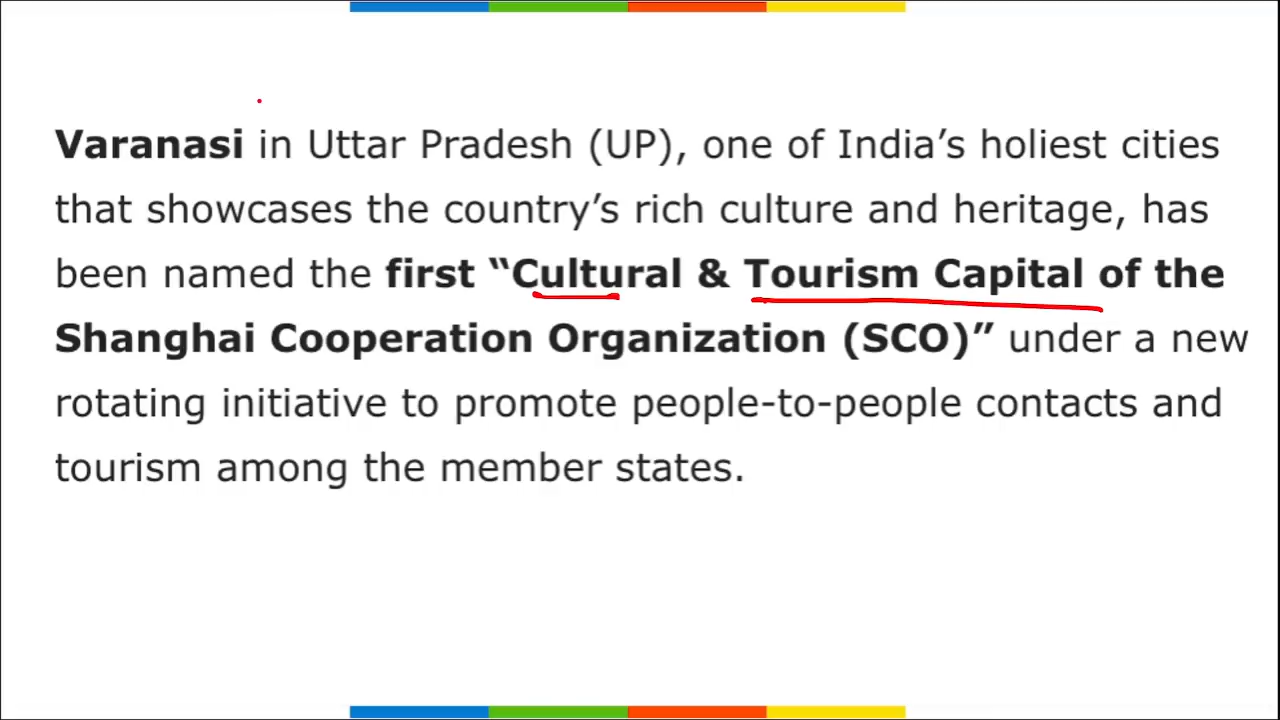 Varanasi in Uttar Pradesh (UP), one of India’s holiest cities
that showcases the country’s rich culture and heritage, has
been named the first “Cultural & Tourism Capital of the
Shanghai Cooperation Organization (SCO)” under a new
rotating initiative to promote people-to-people contacts and
tourism among the member states.